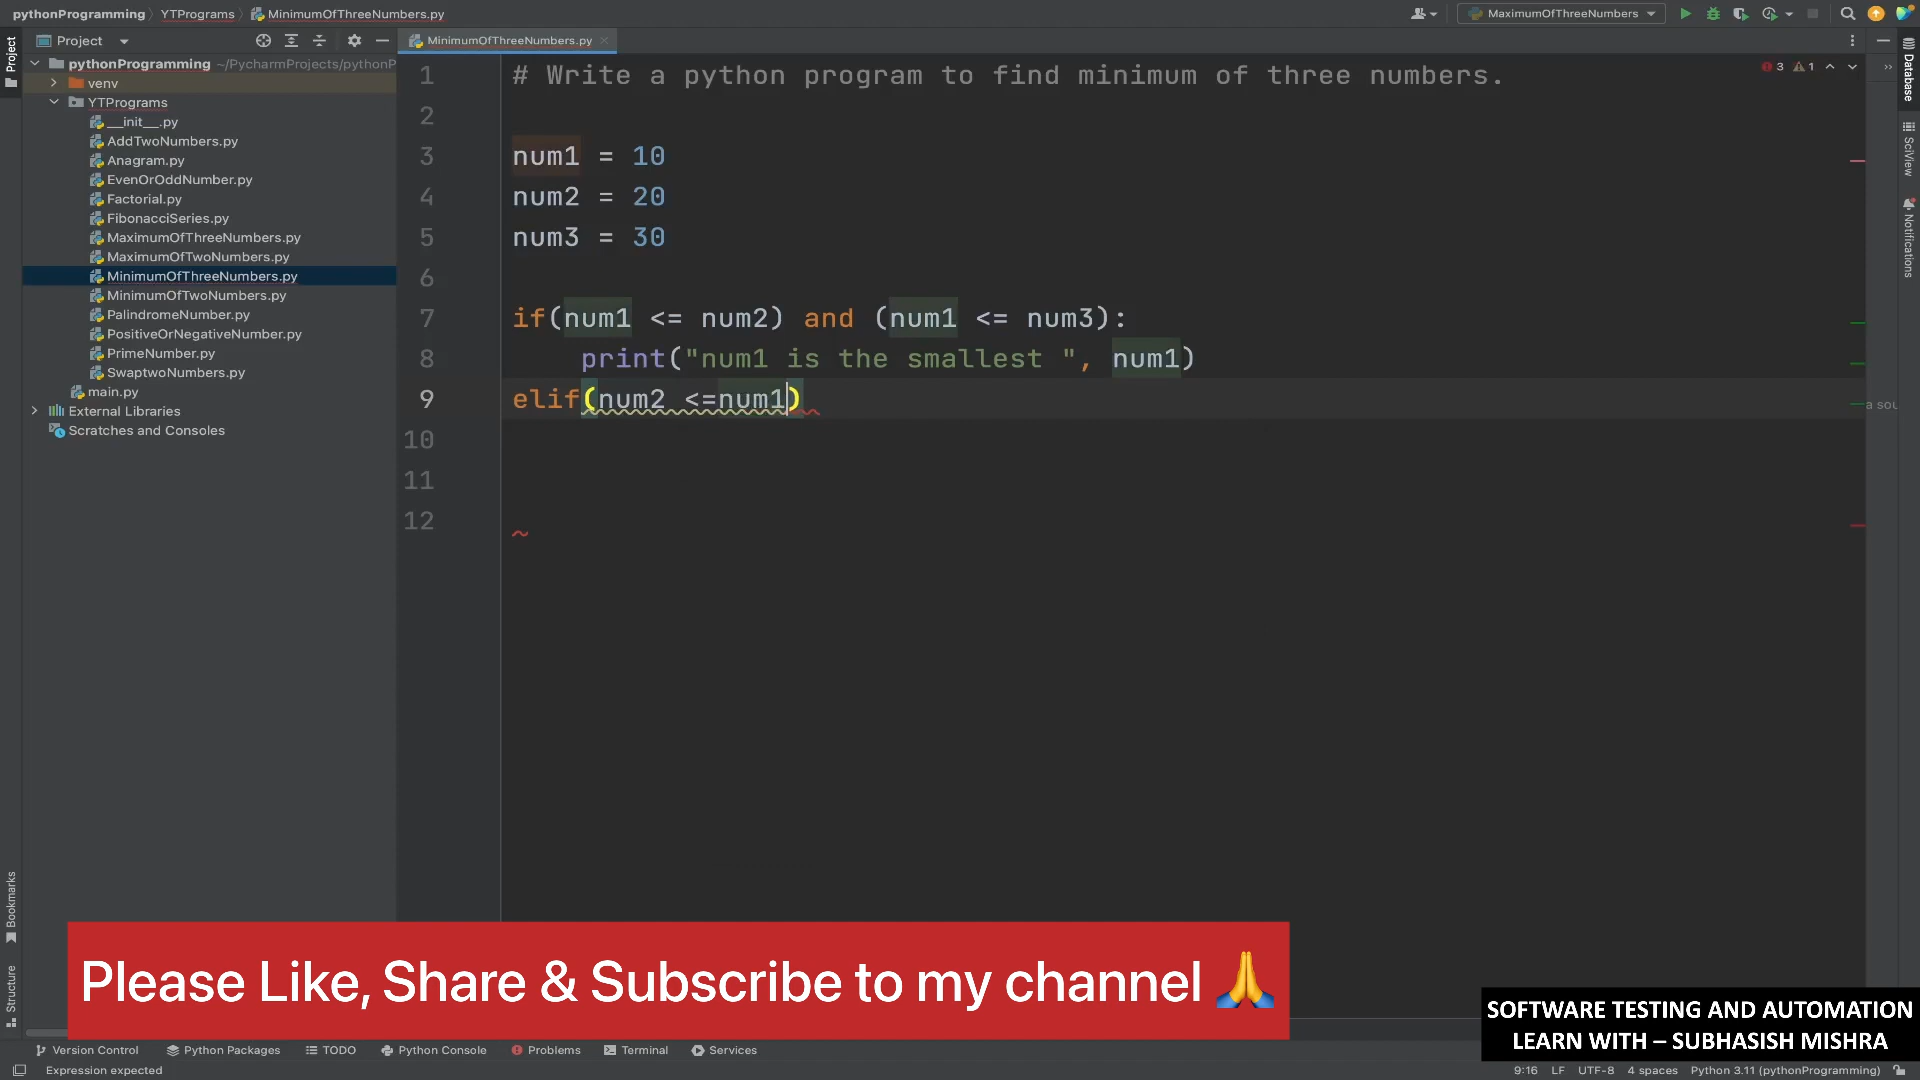 pythonProgramming YTPrograms MinimumOfThreeNumbers.py
MaximumOfThreeNumbers
Project
Project
MinimumOfThreeNumbers.py
pythonProgramming ~/PycharmProjects/pythonP
venv
YTPrograms
__init__.py
AddTwoNumbers.py
Anagram.py
EvenOrOddNumber.py
Factorial.py
FibonacciSeries.py
MaximumOfThreeNumbers.py
MaximumOfTwoNumbers.py
MinimumOfThreeNumbers.py
MinimumOfTwoNumbers.py
PalindromeNumber.py
PositiveOrNegativeNumber.py
PrimeNumber.py
SwaptwoNumbers.py
main.py
External Libraries
Scratches and Consoles
1 # Write a python program to find minimum of three numbers.
2
3 num1 = 10
4 num2 = 20
5 num3 = 30
6
7 if(num1 <= num2) and (num1 <= num3):
8 print("num1 is the smallest ", num1)
9 elif(num2 <=num1)
10
11
12
3 1
Database
SciView
Notifications
a sou
Bookmarks
Structure
Please Like, Share & Subscribe to my channel 🙏
SOFTWARE TESTING AND AUTOMATION
LEARN WITH – SUBHASISH MISHRA
Version Control Python Packages TODO Python Console Problems Terminal Services
Expression expected
9:16 LF UTF-8 4 spaces Python 3.11 (pythonProgramming)